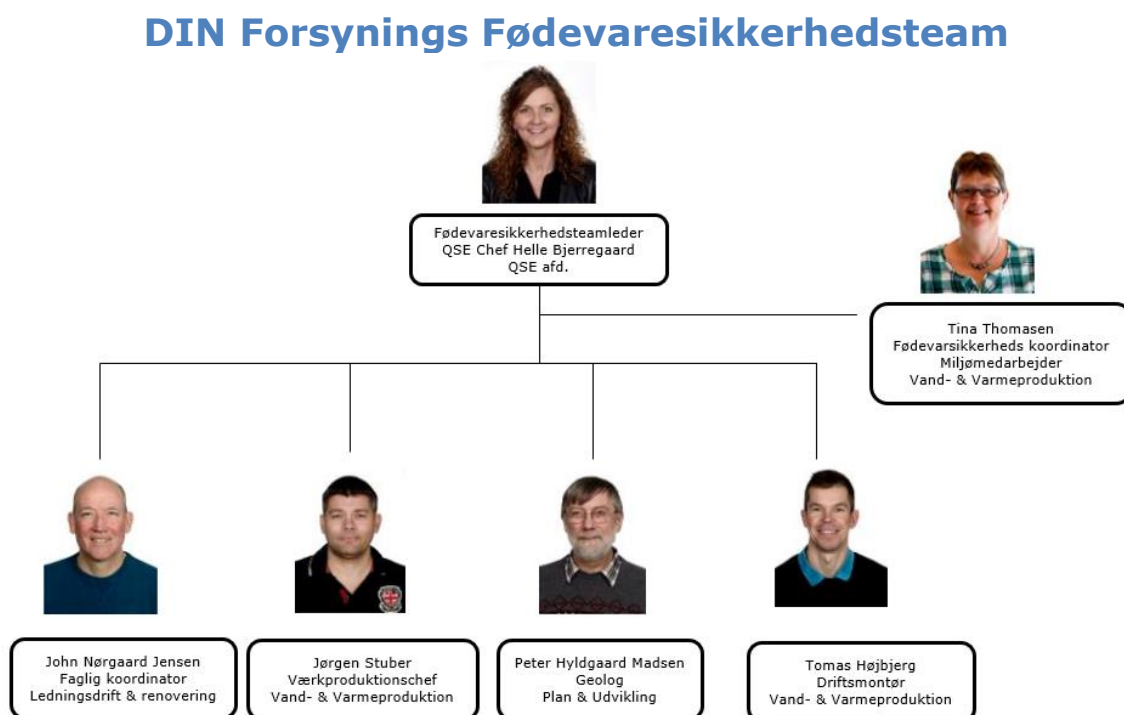 DIN Forsynings Fødevaresikkerhedsteam
Fødevaresikkerhedsteamleder
QSE Chef Helle Bjerregaard
QSE afd.
Tina Thomasen
Fødevarsikkerheds koordinator
Miljømedarbejder
Vand- & Varmeproduktion
John Nørgaard Jensen
Faglig koordinator
Ledningsdrift & renovering
Jørgen Stuber
Værkproduktionschef
Vand- & Varmeproduktion
Peter Hyldgaard Madsen
Geolog
Plan & Udvikling
Tomas Højbjerg
Driftsmontør
Vand- & Varmeproduktion